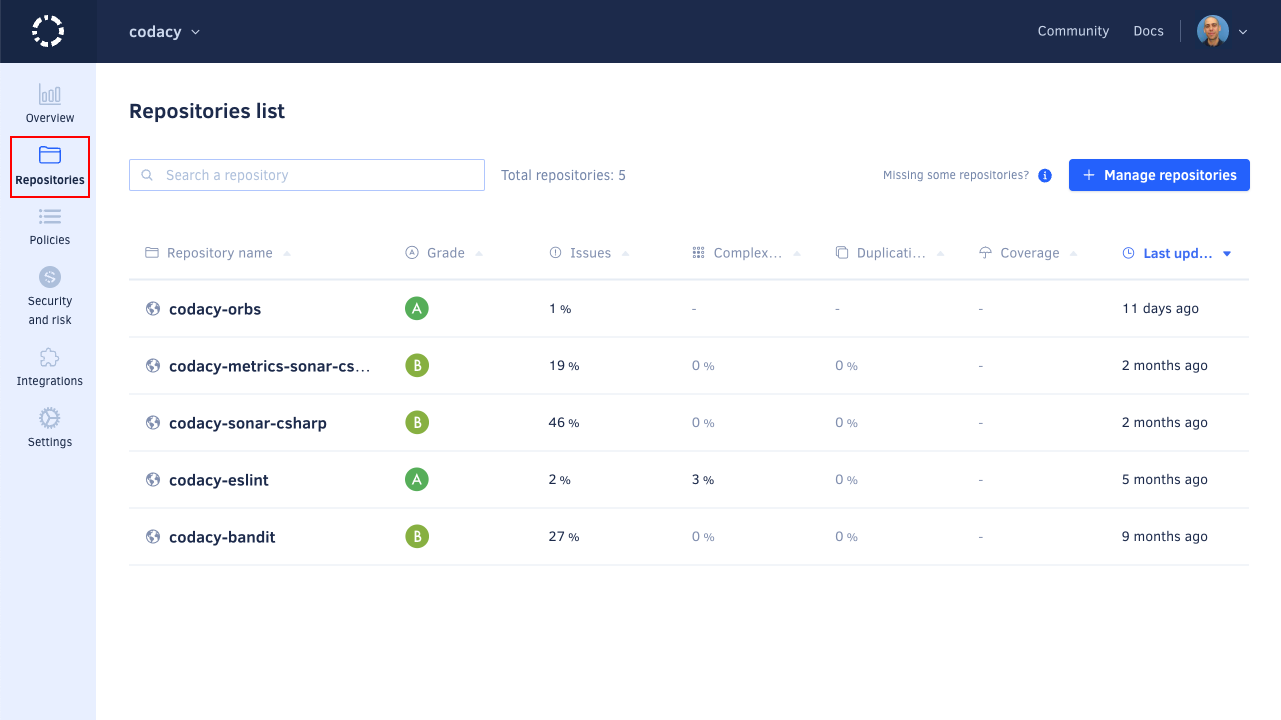 codacy
Community Docs
Overview
Repositories
Policies
Security
and risk
Integrations
Settings
Repositories list
Search a repository
Total repositories: 5
Missing some repositories? i
+ Manage repositories
Repository name A Grade Issues Complex... Duplicati... Coverage Last upd...
codacy-orbs A 1 % - - - 11 days ago
codacy-metrics-sonar-cs... B 19 % 0 % 0 % - 2 months ago
codacy-sonar-csharp B 46 % 0 % 0 % - 2 months ago
codacy-eslint A 2 % 3 % 0 % - 5 months ago
codacy-bandit B 27 % 0 % 0 % - 9 months ago